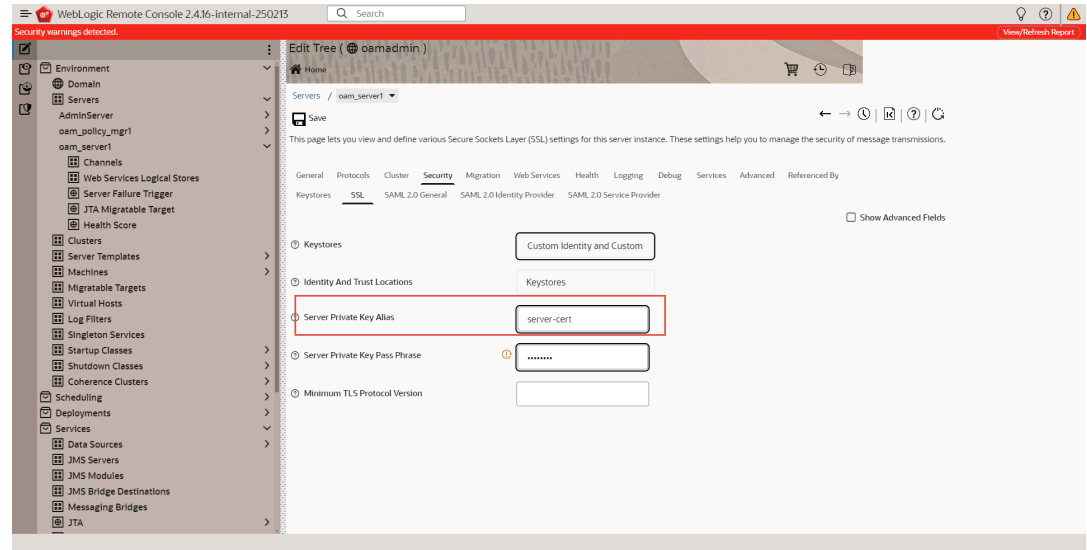 WebLogic Remote Console 2.4.16-internal-250213
Search
Security warnings detected.
View/Refresh Report
Edit Tree ( oamadmin )
Home
Environment
Domain
Servers
AdminServer
oam_policy_mgr1
oam_server1
Channels
Web Services Logical Stores
Server Failure Trigger
JTA Migratable Target
Health Score
Clusters
Server Templates
Machines
Migratable Targets
Virtual Hosts
Log Filters
Singleton Services
Startup Classes
Shutdown Classes
Coherence Clusters
Scheduling
Deployments
Services
Data Sources
JMS Servers
JMS Modules
JMS Bridge Destinations
Messaging Bridges
JTA
Servers / oam_server1
Save
This page lets you view and define various Secure Sockets Layer (SSL) settings for this server instance. These settings help you to manage the security of message transmissions.
General Protocols Cluster Security Migration Web Services Health Logging Debug Services Advanced Referenced By
Keystores SSL SAML 2.0 General SAML 2.0 Identity Provider SAML 2.0 Service Provider
Show Advanced Fields
Keystores Custom Identity and Custom
Identity And Trust Locations Keystores
Server Private Key Alias server-cert
Server Private Key Pass Phrase ••••••••
Minimum TLS Protocol Version